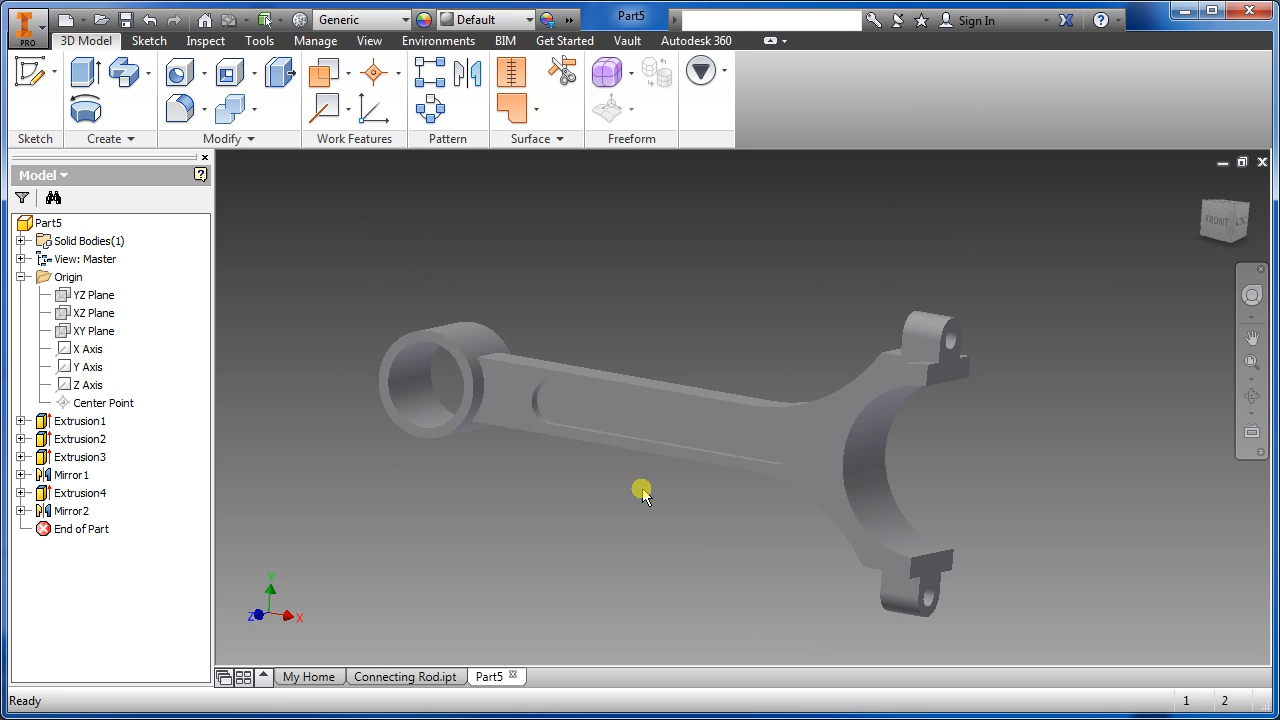 PRO
Generic
Default
Part5
Sign In
3D Model
Sketch
Inspect
Tools
Manage
View
Environments
BIM
Get Started
Vault
Autodesk 360
Sketch
Create
Modify
Work Features
Pattern
Surface
Freeform
Model
Part5
Solid Bodies(1)
View: Master
Origin
YZ Plane
XZ Plane
XY Plane
X Axis
Y Axis
Z Axis
Center Point
Extrusion1
Extrusion2
Extrusion3
Mirror1
Extrusion4
Mirror2
End of Part
FRONT
Y
Z
X
My Home
Connecting Rod.ipt
Part5
Ready
1
2